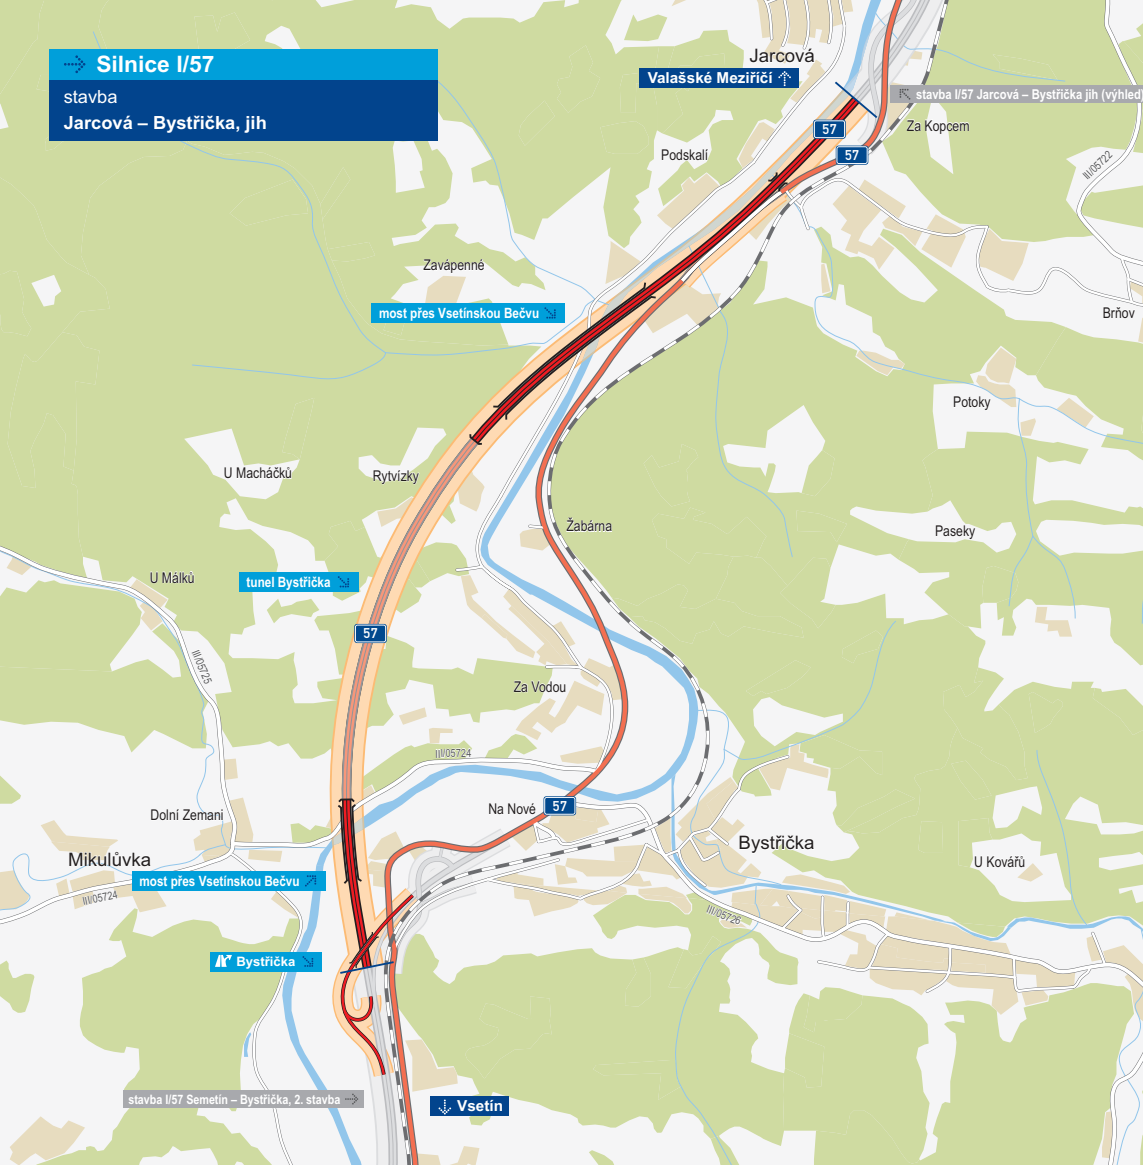 Silnice I/57
stavba
Jarcová – Bystřička, jih
Jarcová
Valašské Meziříčí
stavba I/57 Jarcová – Bystřička jih (výhled)
57
Za Kopcem
57
Podskalí
III/05722
Zavápenné
most přes Vsetínskou Bečvu
Brňov
Potoky
U Macháčků
Rytvízky
Žabárna
Paseky
U Málků
tunel Bystřička
57
III/05725
Za Vodou
III/05724
Na Nové
57
Dolní Zemani
Bystřička
Mikulůvka
U Kovářů
most přes Vsetínskou Bečvu
III/05724
III/05726
Bystřička
stavba I/57 Semetín – Bystřička, 2. stavba
Vsetín